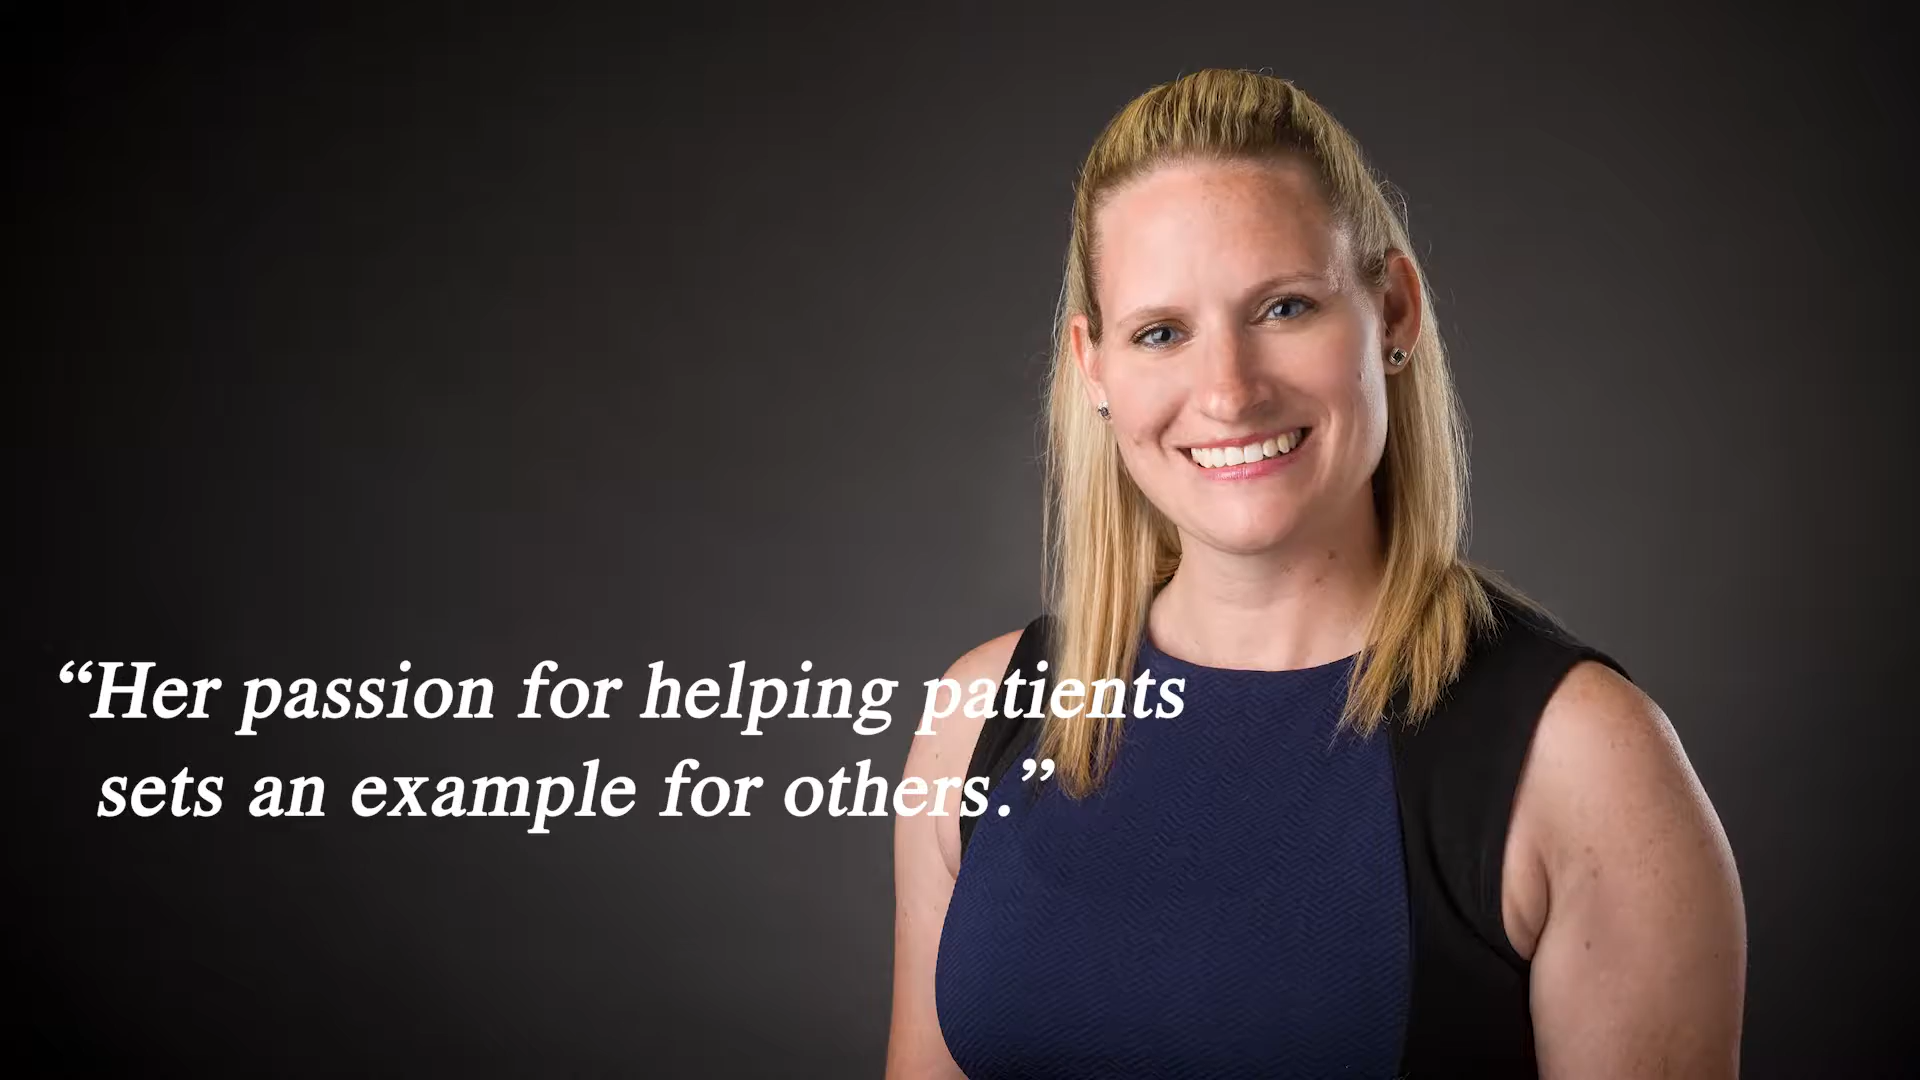 “Her passion for helping patients
sets an example for others.”